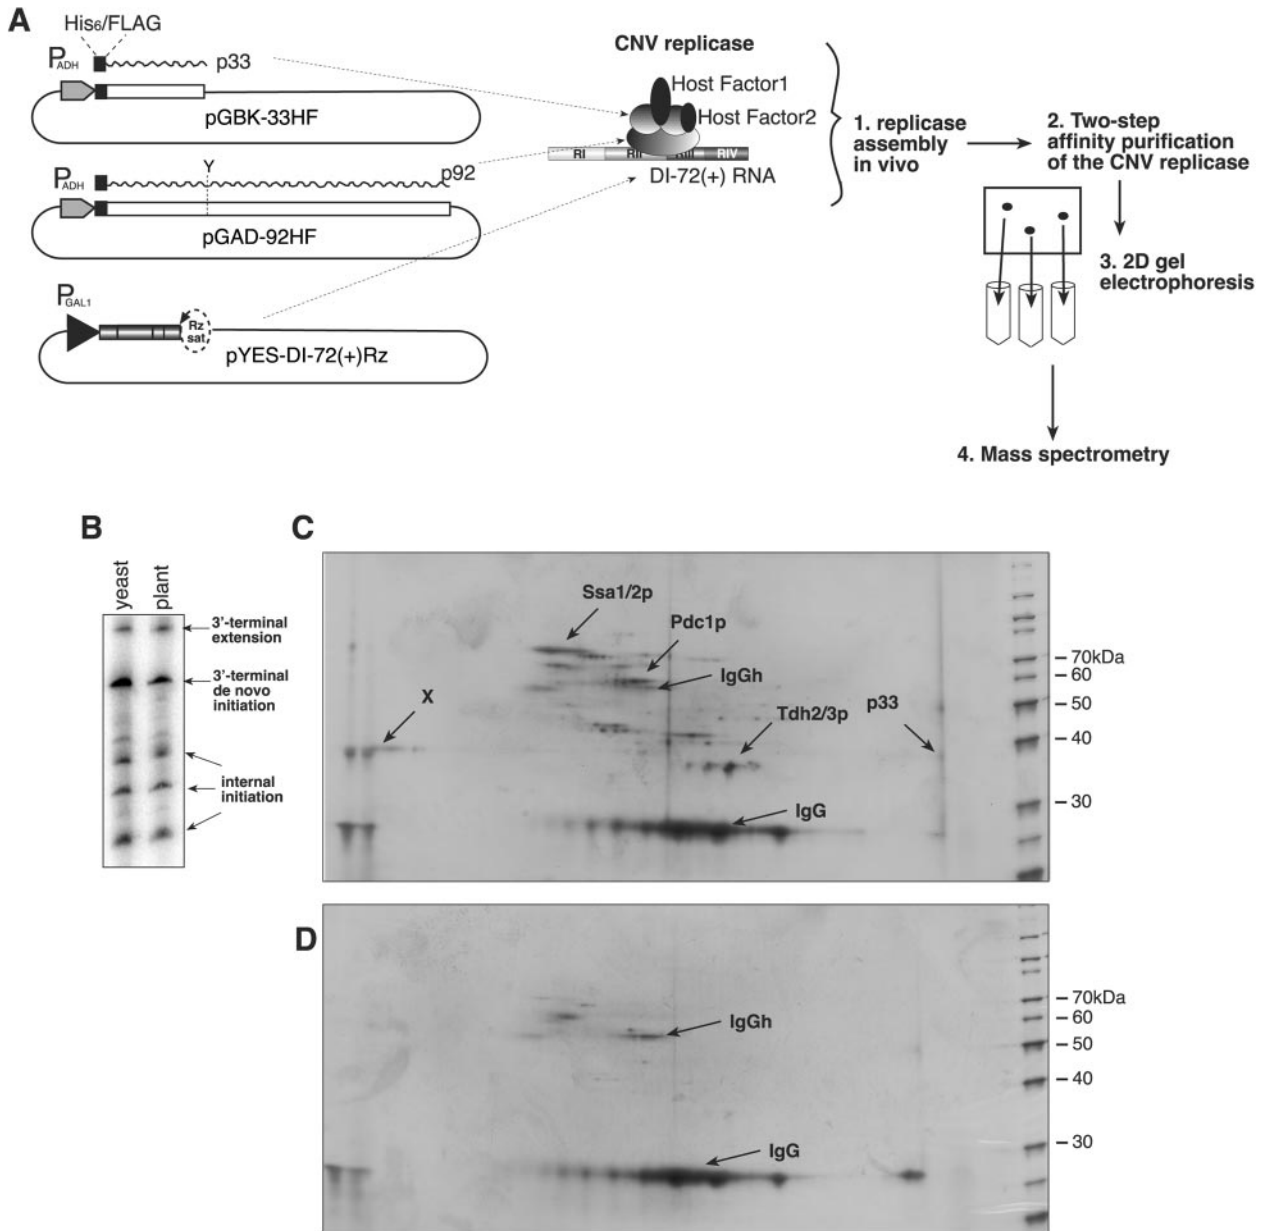 A
His6/FLAG
PADH
p33
pGBK-33HF
Y
PADH
p92
pGAD-92HF
PGAL1
Rz
sat
pYES-DI-72(+)Rz
CNV replicase
Host Factor1
Host Factor2
RI RII RIII RIV
DI-72(+) RNA
1. replicase
assembly
in vivo
2. Two-step
affinity purification
of the CNV replicase
3. 2D gel
electrophoresis
4. Mass spectrometry
B
yeast
plant
3'-terminal
extension
3'-terminal
de novo
initiation
internal
initiation
C
Ssa1/2p
Pdc1p
IgGh
X
Tdh2/3p
p33
IgG
70kDa
60
50
40
30
D
IgGh
IgG
70kDa
60
50
40
30